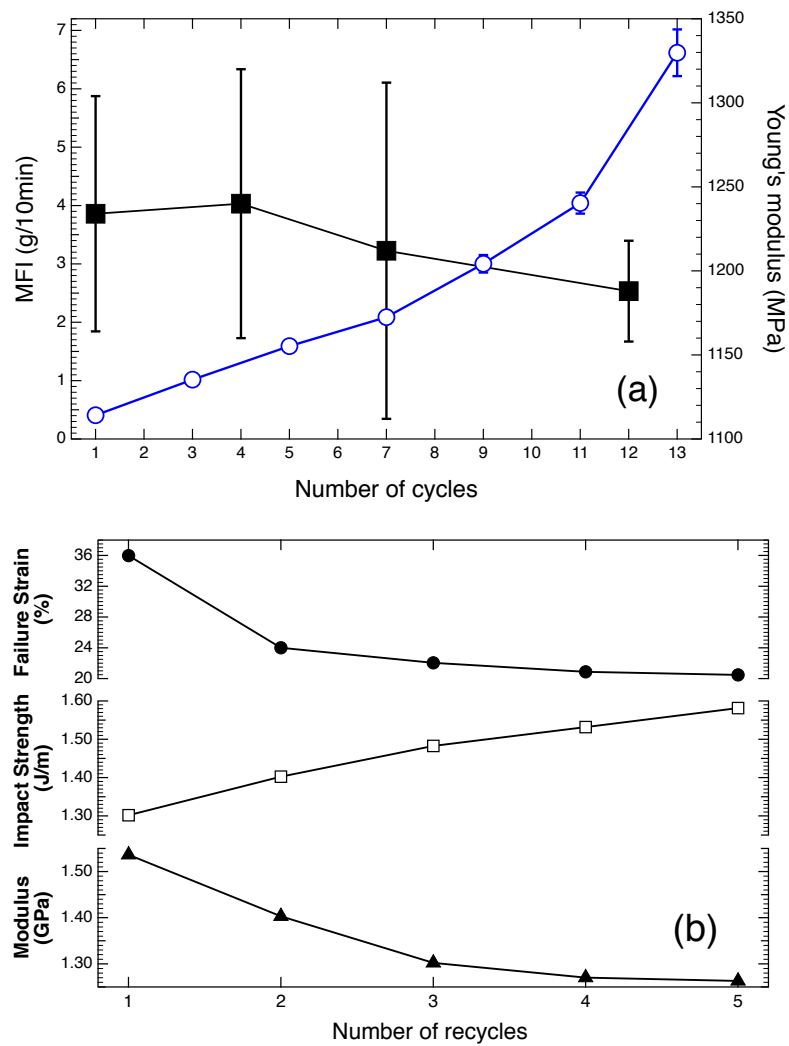 7
6
5
4
3
2
1
0
MFI (g/10min)
1350
1300
1250
1200
1150
1100
Young's modulus (MPa)
(a)
1 2 3 4 5 6 7 8 9 10 11 12 13
Number of cycles
36
32
28
24
20
Failure Strain
(%)
1.60
1.50
1.40
1.30
Impact Strength
(J/m)
1.50
1.40
1.30
Modulus
(GPa)
(b)
1 2 3 4 5
Number of recycles